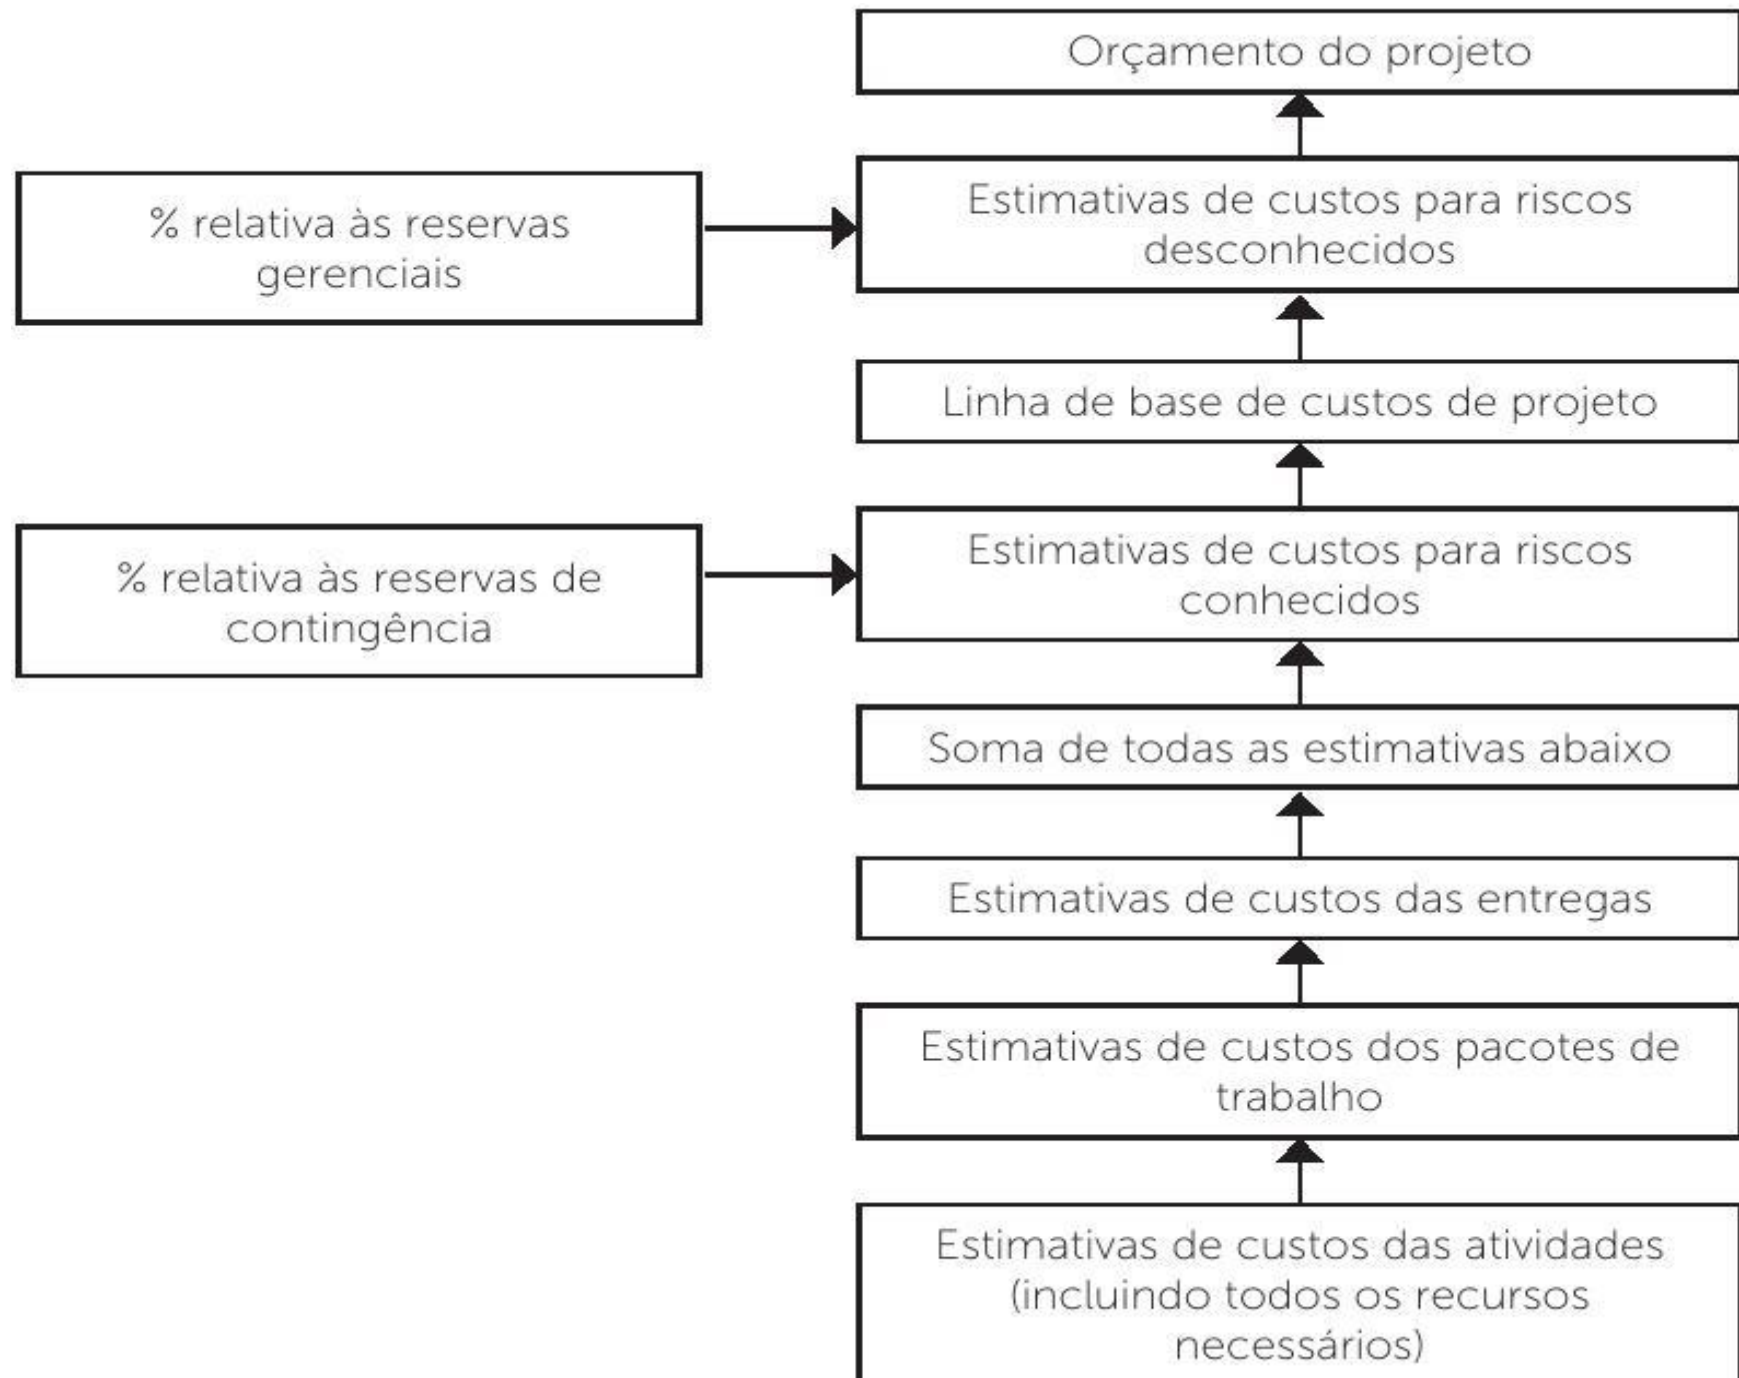 Orçamento do projeto
% relativa às reservas
gerenciais
Estimativas de custos para riscos
desconhecidos
Linha de base de custos de projeto
% relativa às reservas de
contingência
Estimativas de custos para riscos
conhecidos
Soma de todas as estimativas abaixo
Estimativas de custos das entregas
Estimativas de custos dos pacotes de
trabalho
Estimativas de custos das atividades
(incluindo todos os recursos
necessários)